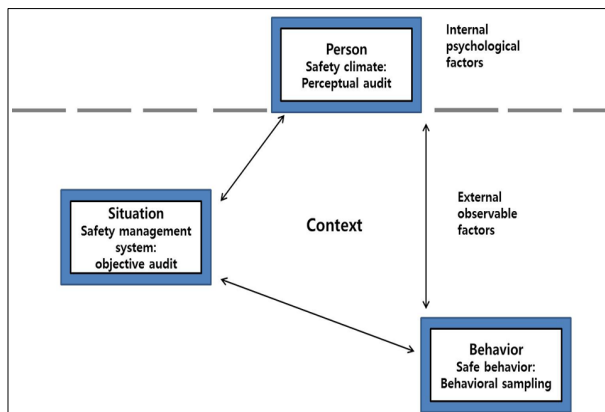 Person
Safety climate:
Perceptual audit
Internal
psychological
factors
Situation
Safety management
system:
objective audit
Context
External
observable
factors
Behavior
Safe behavior:
Behavioral sampling